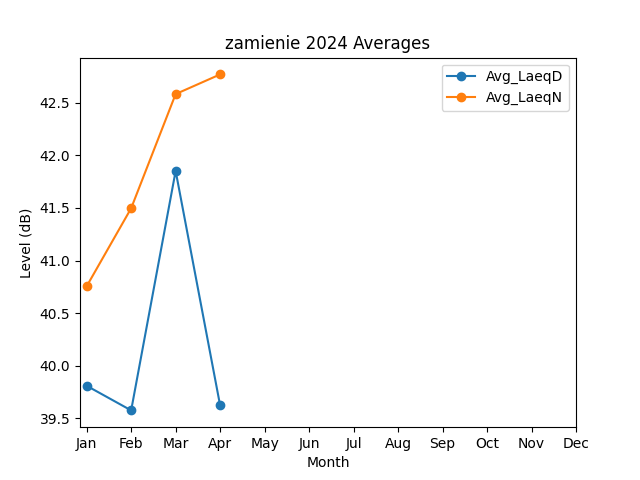 zamienie 2024 Averages
Avg_LaeqD
Avg_LaeqN
Level (dB)
42.5
42.0
41.5
41.0
40.5
40.0
39.5
Jan Feb Mar Apr May Jun Jul Aug Sep Oct Nov Dec
Month